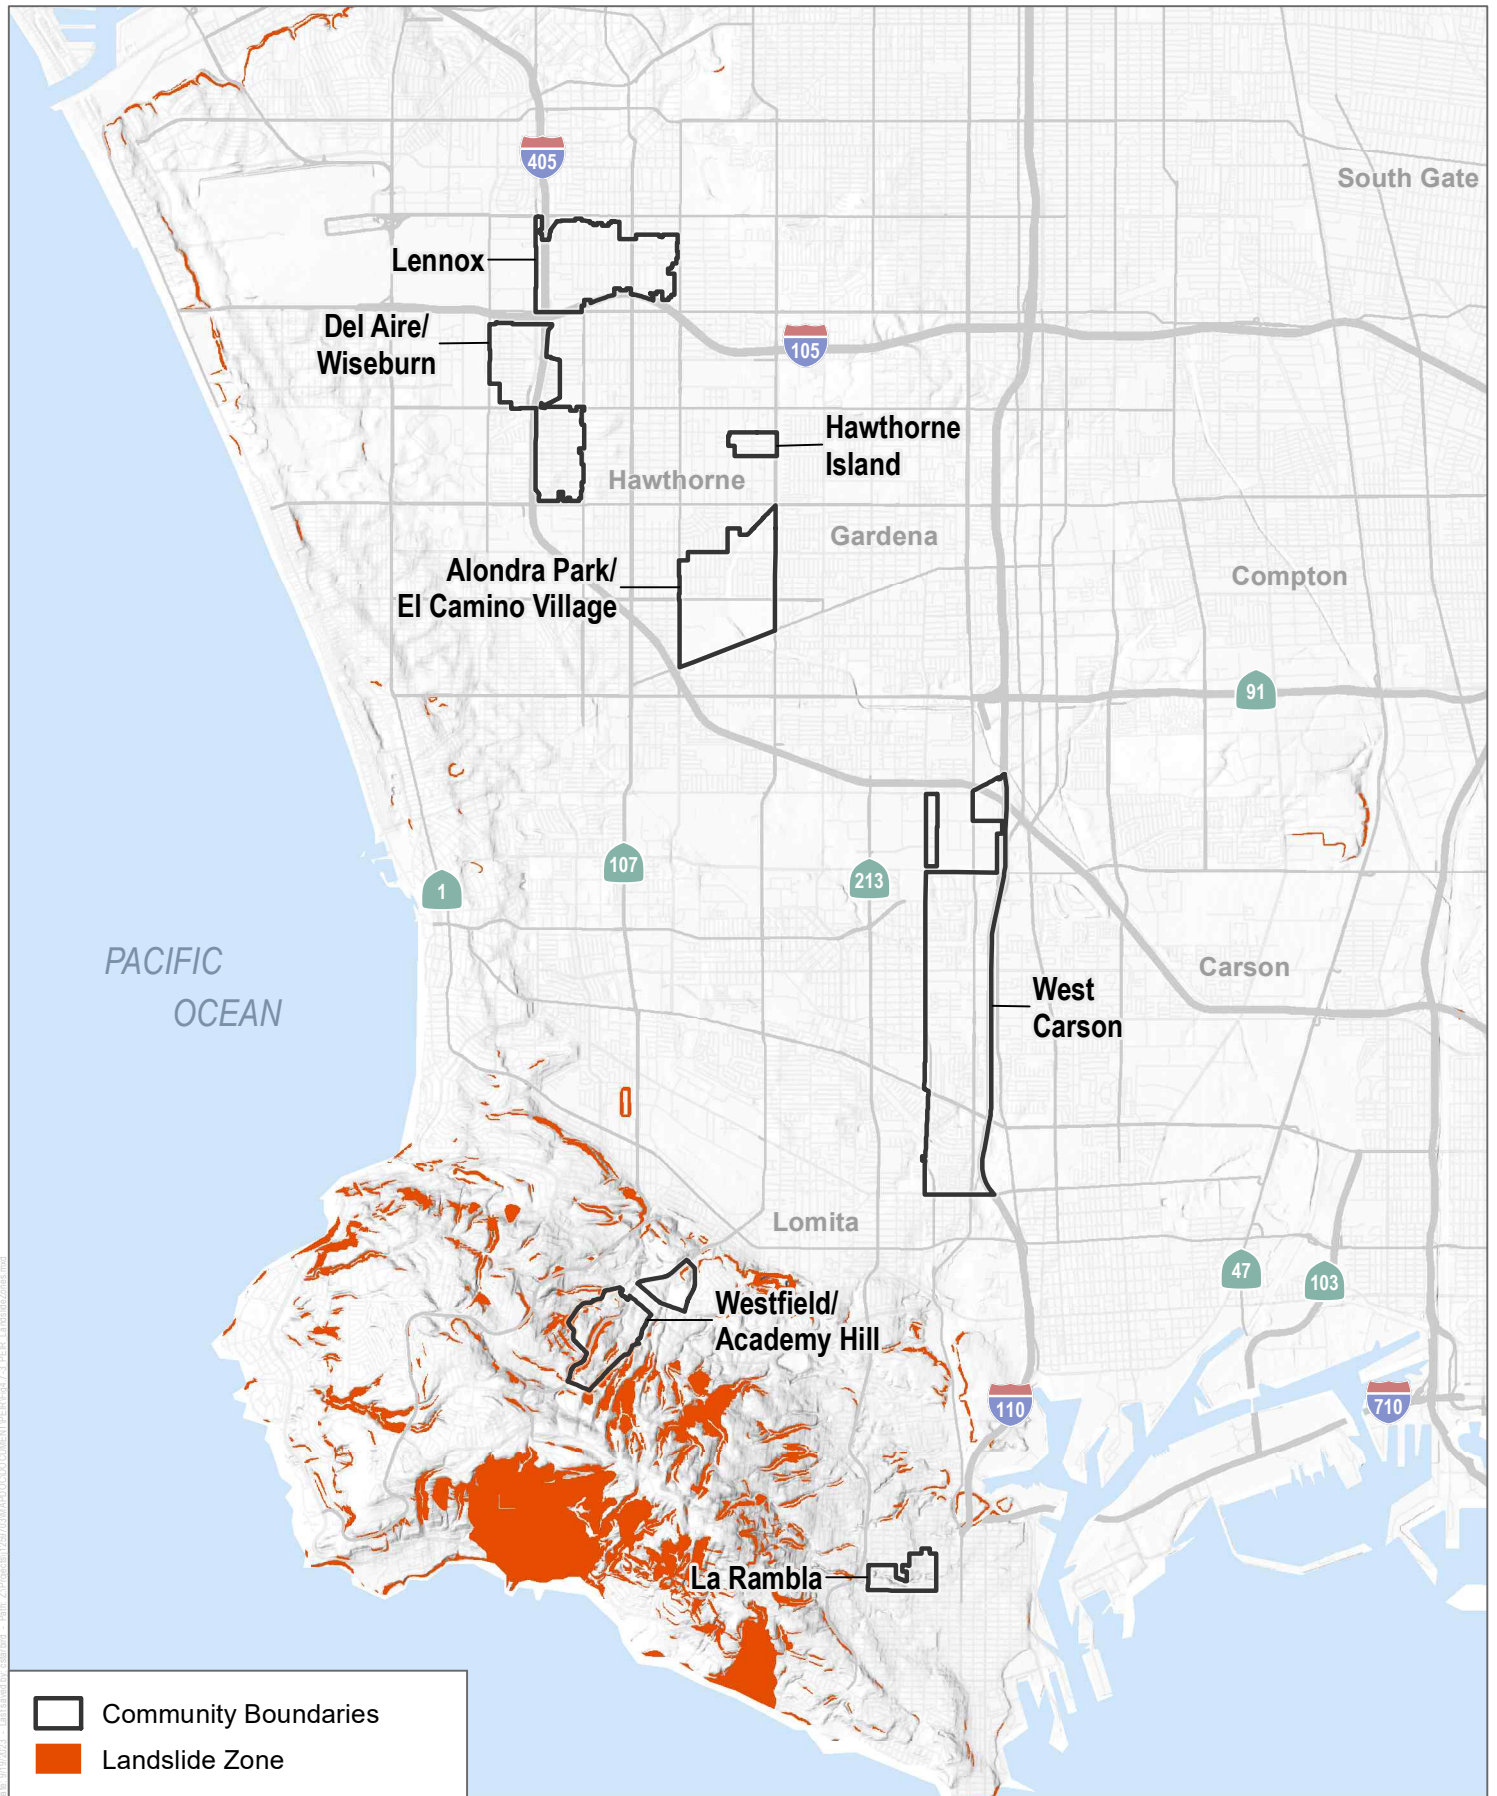 405
South Gate
Lennox
Del Aire/
Wiseburn
105
Hawthorne
Island
Hawthorne
Gardena
Alondra Park/
El Camino Village
Compton
91
107
213
1
PACIFIC
OCEAN
Carson
West
Carson
Lomita
47
103
Westfield/
Academy Hill
110
710
La Rambla
Community Boundaries
Landslide Zone